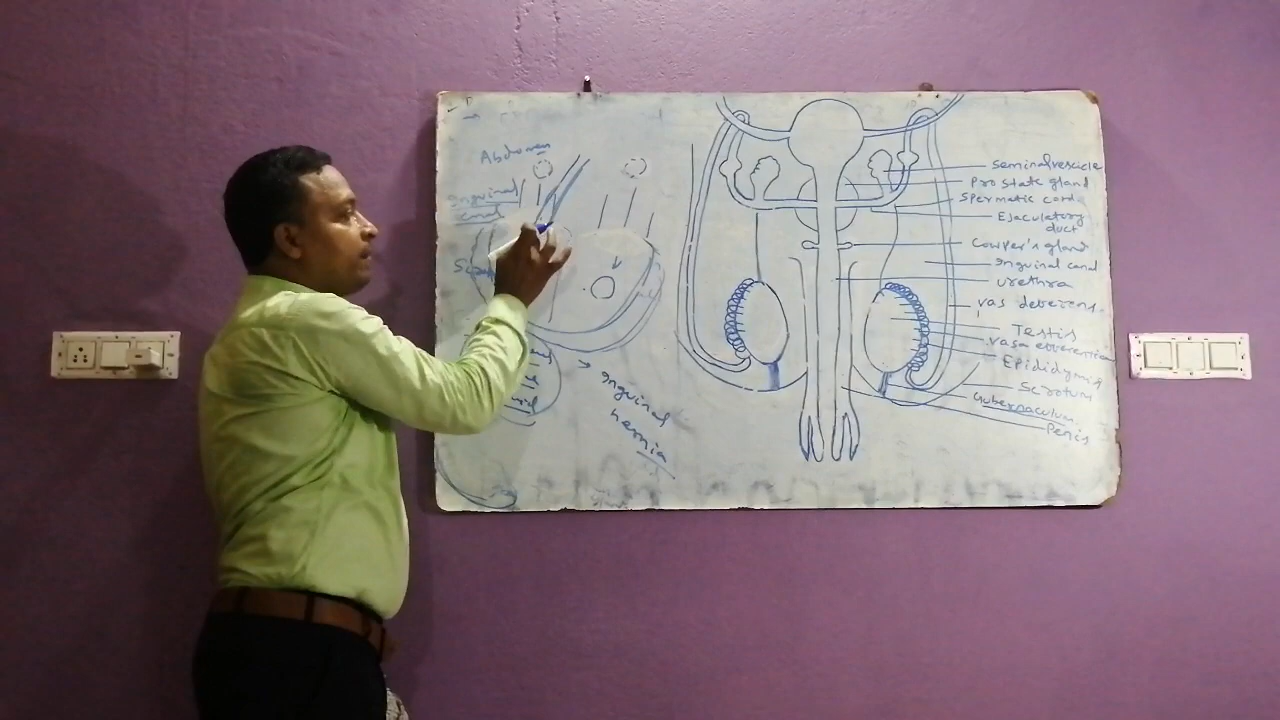 Abdomen
inguinal
canal
inguinal
hernia
seminal vescicle
prostate gland
spermatic cord
Ejaculatory
duct
cowper's gland
inguinal canal
urethra
vas deferens
Testis
vasa efferentia
Epididymis
scrotum
Gubernaculum
Penis